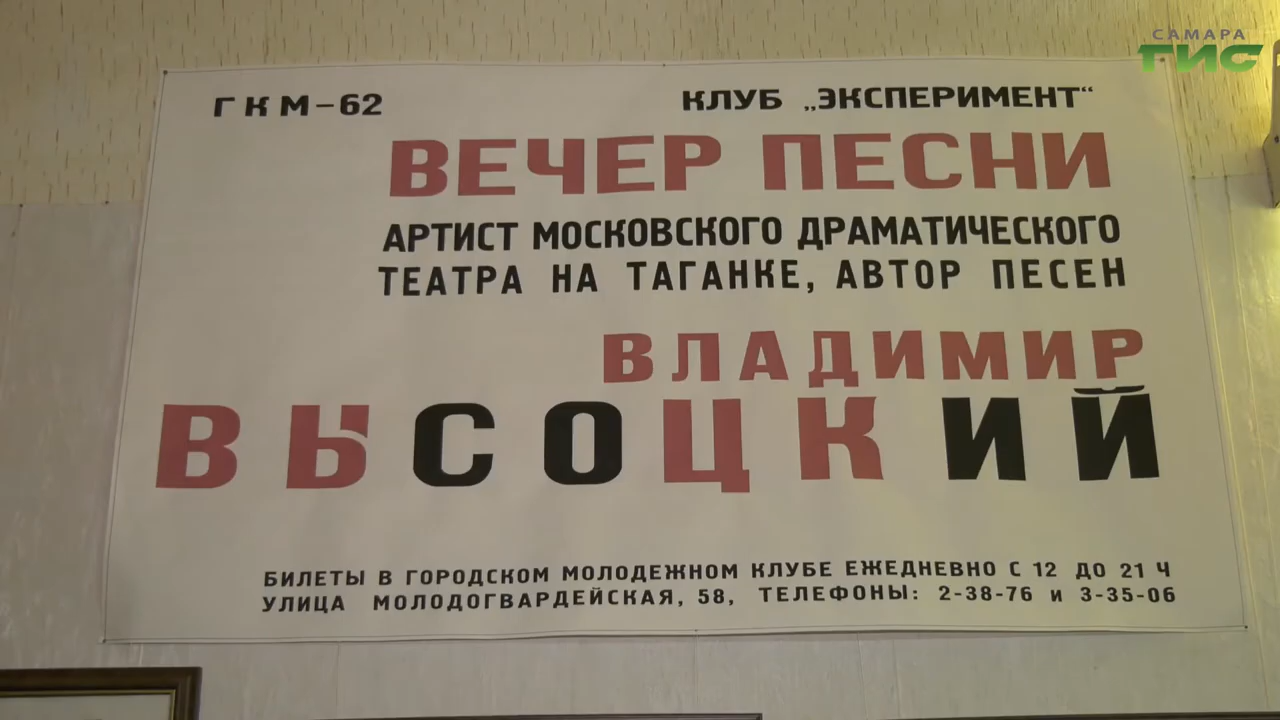 САМАРА
ГИС
ГКМ-62 КЛУБ „ЭКСПЕРИМЕНТ“
ВЕЧЕР ПЕСНИ
АРТИСТ МОСКОВСКОГО ДРАМАТИЧЕСКОГО
ТЕАТРА НА ТАГАНКЕ, АВТОР ПЕСЕН
ВЛАДИМИР
ВЫСОЦКИЙ
БИЛЕТЫ В ГОРОДСКОМ МОЛОДЕЖНОМ КЛУБЕ ЕЖЕДНЕВНО С 12 ДО 21 Ч
УЛИЦА МОЛОДОГВАРДЕЙСКАЯ, 58, ТЕЛЕФОНЫ: 2-38-76 и 3-35-06